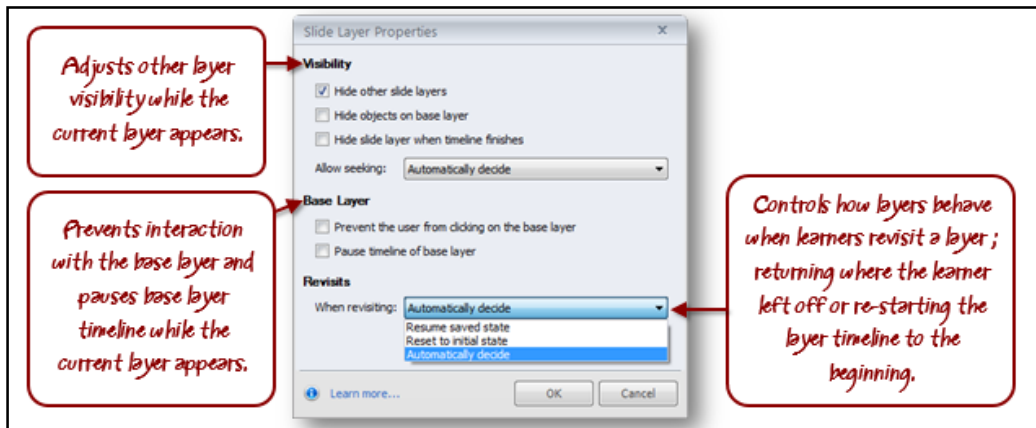 Slide Layer Properties
x
Adjusts other layer
visibility while the
current layer appears.
Visibility
Hide other slide layers
Hide objects on base layer
Hide slide layer when timeline finishes
Allow seeking: Automatically decide
Prevents interaction
with the base layer and
pauses base layer
timeline while the
current layer appears.
Base Layer
Prevent the user from clicking on the base layer
Pause timeline of base layer
Revisits
When revisiting: Automatically decide
Resume saved state
Reset to initial state
Automatically decide
Controls how layers behave
when learners revisit a layer;
returning where the learner
left off or re-starting the
layer timeline to the
beginning.
Learn more...
OK
Cancel